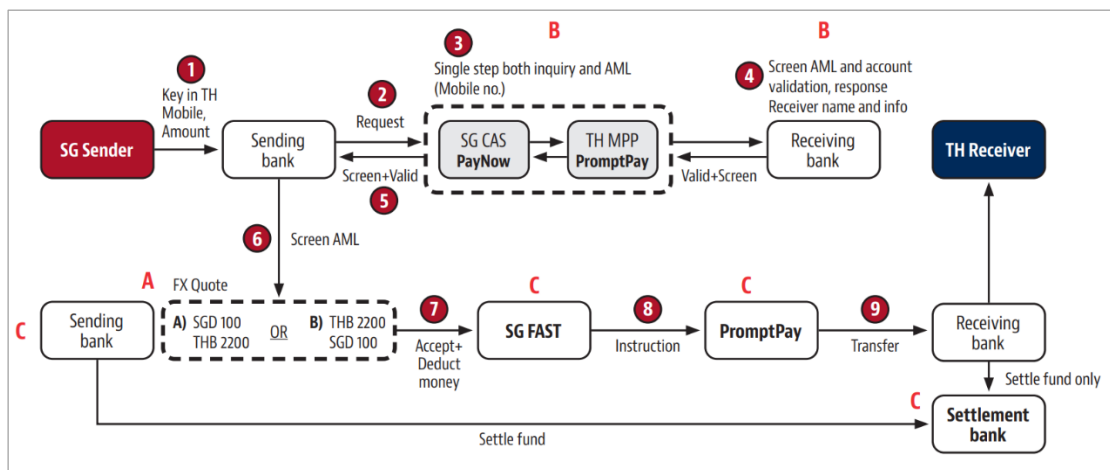 B
B
3
Single step both inquiry and AML
(Mobile no.)
1
Key in TH
Mobile,
Amount
2
Request
4
Screen AML and account
validation, response
Receiver name and info
SG Sender
Sending
bank
SG CAS
PayNow
TH MPP
PromptPay
Receiving
bank
TH Receiver
Screen+Valid
5
Valid+Screen
6
Screen AML
A
FX Quote
C
Sending
bank
A) SGD 100
THB 2200
OR
B) THB 2200
SGD 100
7
Accept+
Deduct
money
C
SG FAST
8
Instruction
C
PromptPay
9
Transfer
Receiving
bank
Settle fund only
C
Settlement
bank
Settle fund